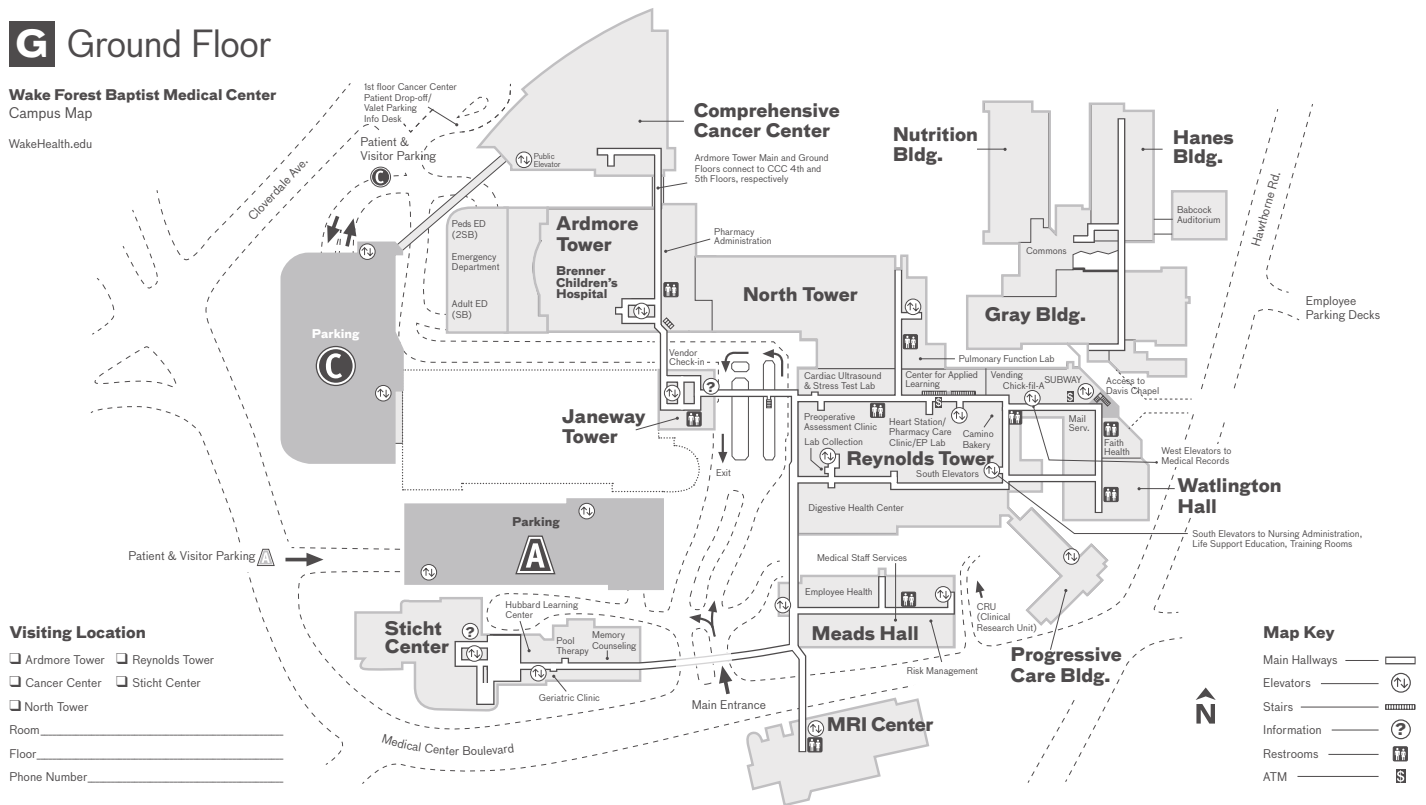 G Ground Floor
Wake Forest Baptist Medical Center
Campus Map
WakeHealth.edu
1st floor Cancer Center
Patient Drop-off/
Valet Parking
Info Desk
Patient &
Visitor Parking
C
Cloverdale Ave.
Public
Elevator
Comprehensive
Cancer Center
Ardmore Tower Main and Ground
Floors connect to CCC 4th and
5th Floors, respectively
Nutrition
Bldg.
Hanes
Bldg.
Babcock
Auditorium
Hawthorne Rd.
Commons
Peds ED
(2SB)
Emergency
Department
Adult ED
(SB)
Ardmore
Tower
Brenner
Children's
Hospital
Pharmacy
Administration
North Tower
Gray Bldg.
Employee
Parking Decks
Parking
C
Vendor
Check-in
?
Pulmonary Function Lab
Cardiac Ultrasound
& Stress Test Lab
Center for Applied
Learning
Vending
Chick-fil-A
SUBWAY
$
Access to
Davis Chapel
Janeway
Tower
Preoperative
Assessment Clinic
Heart Station/
Pharmacy Care
Clinic/EP Lab
$
Camino
Bakery
Mail
Serv.
Faith
Health
Lab Collection
Reynolds Tower
South Elevators
West Elevators to
Medical Records
Exit
Watlington
Hall
Digestive Health Center
South Elevators to Nursing Administration,
Life Support Education, Training Rooms
Parking
A
Patient & Visitor Parking A
Medical Staff Services
Employee Health
CRU
(Clinical
Research Unit)
Meads Hall
Risk Management
Progressive
Care Bldg.
Sticht
Center
?
Hubbard Learning
Center
Pool
Therapy
Memory
Counseling
Geriatric Clinic
Main Entrance
MRI Center
Medical Center Boulevard
Visiting Location
Ardmore Tower
Reynolds Tower
Cancer Center
Sticht Center
North Tower
Room
Floor
Phone Number
N
Map Key
Main Hallways
Elevators
Stairs
Information ?
Restrooms
ATM $